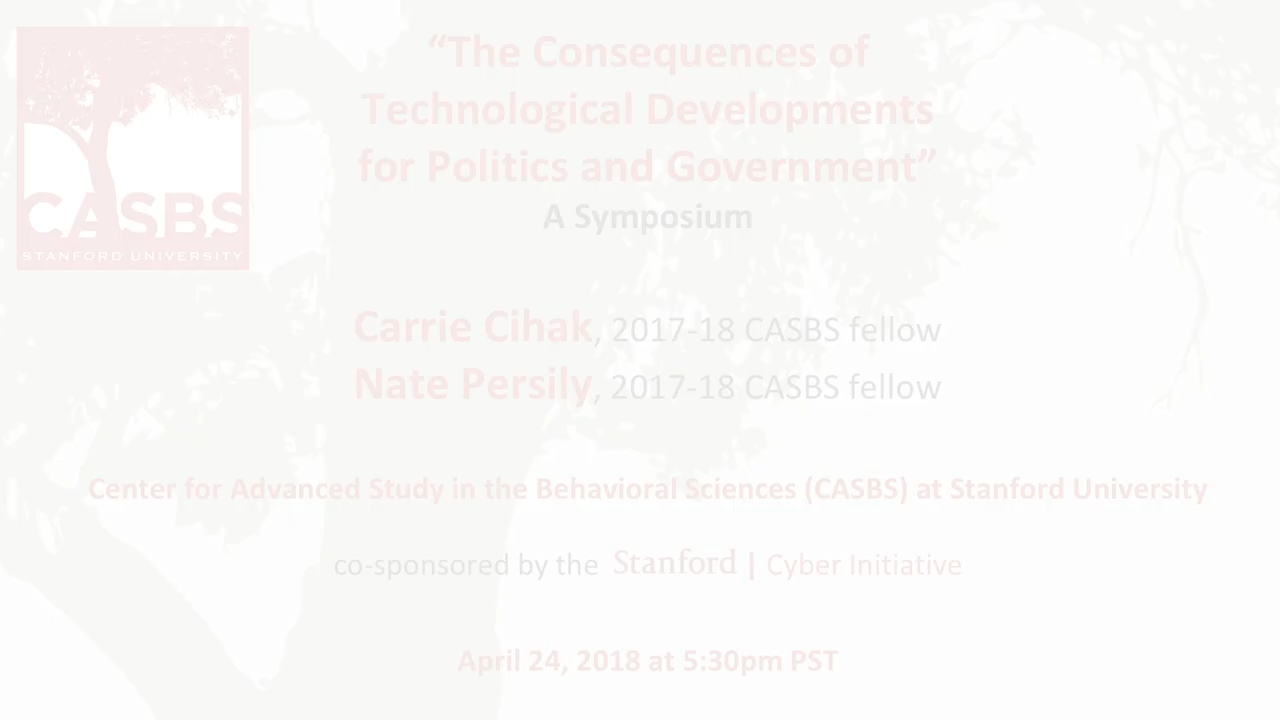 CASBS
STANFORD UNIVERSITY
“The Consequences of
Technological Developments
for Politics and Government”
A Symposium
Carrie Cihak, 2017-18 CASBS fellow
Nate Persily, 2017-18 CASBS fellow
Center for Advanced Study in the Behavioral Sciences (CASBS) at Stanford University
co-sponsored by the Stanford | Cyber Initiative
April 24, 2018 at 5:30pm PST